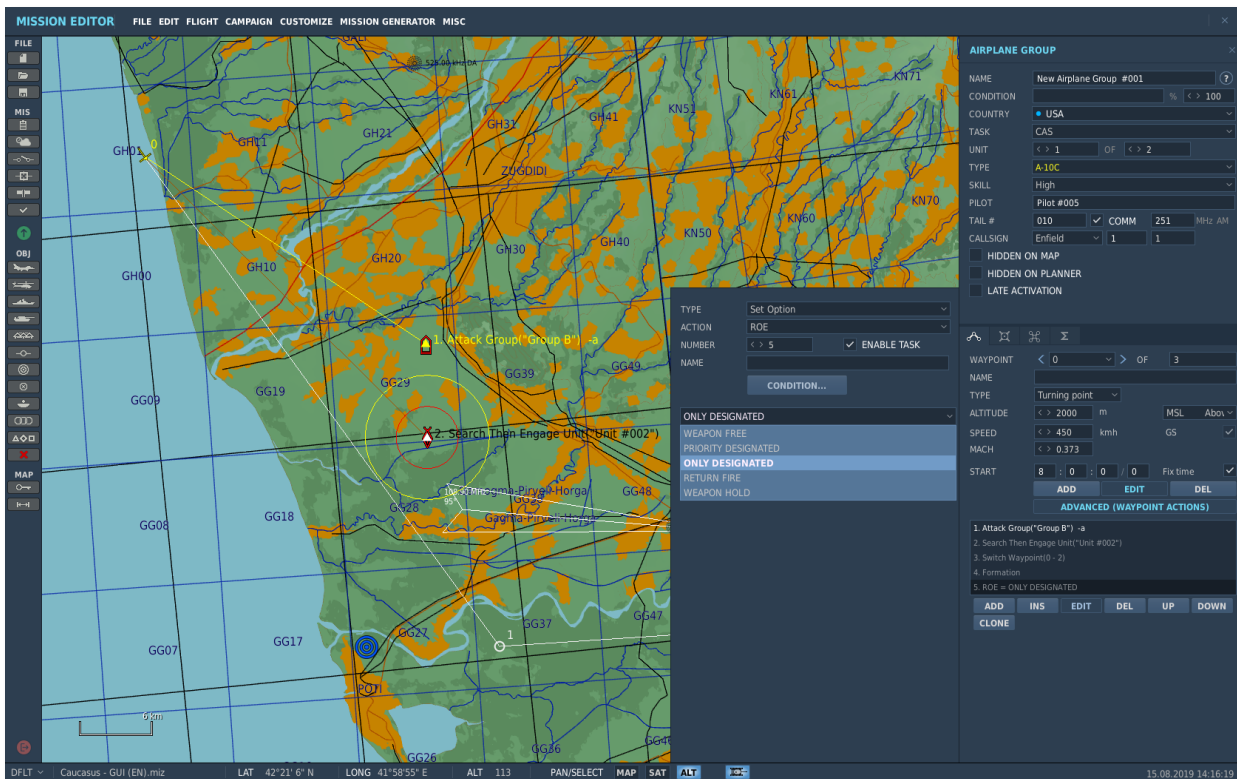 MISSION EDITOR FILE EDIT FLIGHT CAMPAIGN CUSTOMIZE MISSION GENERATOR MISC ×
FILE
MIS
OBJ
MAP
525.00 kHz DA
KN71
KN61
KN51
GH41
GH31
GH21
GH11
GH01
0
ZUGDIDI
KN70
KN60
KN50
GH40
GH30
GH20
GH10
GH00
1. Attack Group("Group B") -a
GG49
GG39
GG29
GG19
GG09
2. Search Then Engage Unit("Unit #002")
GG48
GG38
GG28
GG18
GG08
95°
2
GG47
GG37
GG27
GG17
GG07
1
POTI
GG46
GG36
GG26
6 km
TYPE Set Option
ACTION ROE
NUMBER < > 5 ENABLE TASK
NAME
CONDITION...
ONLY DESIGNATED
WEAPON FREE
PRIORITY DESIGNATED
ONLY DESIGNATED
RETURN FIRE
WEAPON HOLD
AIRPLANE GROUP ×
NAME New Airplane Group #001 ?
CONDITION % < > 100
COUNTRY USA
TASK CAS
UNIT < > 1 OF < > 2
TYPE A-10C
SKILL High
PILOT Pilot #005
TAIL # 010 COMM 251 MHz AM
CALLSIGN Enfield 1 1
HIDDEN ON MAP
HIDDEN ON PLANNER
LATE ACTIVATION
Σ
WAYPOINT < 0 > OF 3
NAME
TYPE Turning point
ALTITUDE < > 2000 m MSL Abov
SPEED < > 450 kmh GS
MACH < > 0.373
START 8 : 0 : 0 / 0 Fix time
ADD EDIT DEL
ADVANCED (WAYPOINT ACTIONS)
1. Attack Group("Group B") -a
2. Search Then Engage Unit("Unit #002")
3. Switch Waypoint(0 - 2)
4. Formation
5. ROE = ONLY DESIGNATED
ADD INS EDIT DEL UP DOWN
CLONE
DFLT Caucasus - GUI (EN).miz LAT 42°21' 6" N LONG 41°58'55" E ALT 113 PAN/SELECT MAP SAT ALT 15.08.2019 14:16:19